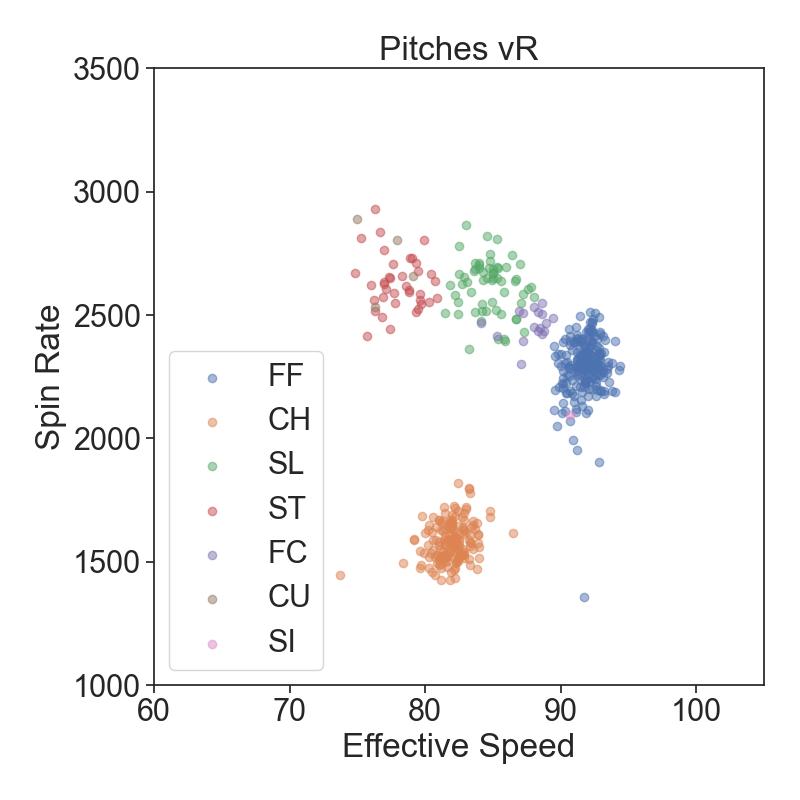 Pitches vR
3500
3000
2500
2000
1500
1000
Spin Rate
FF
CH
SL
ST
FC
CU
SI
60 70 80 90 100
Effective Speed